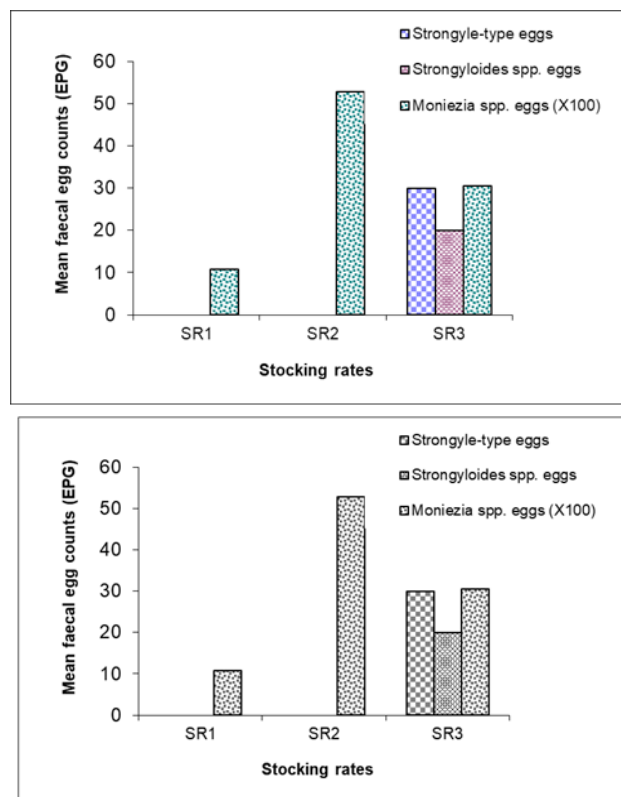 Strongyle-type eggs
Strongyloides spp. eggs
Moniezia spp. eggs (X100)
Mean faecal egg counts (EPG)
60
50
40
30
20
10
0
SR1 SR2 SR3
Stocking rates
Strongyle-type eggs
Strongyloides spp. eggs
Moniezia spp. eggs (X100)
Mean faecal egg counts (EPG)
60
50
40
30
20
10
0
SR1 SR2 SR3
Stocking rates